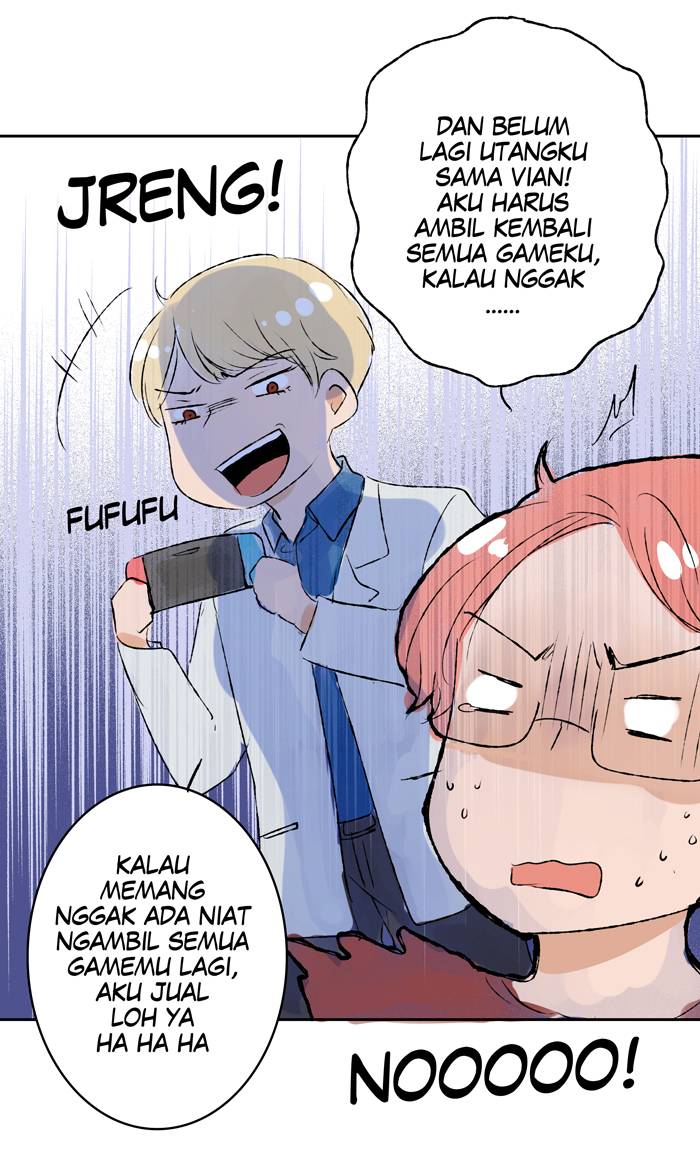 JRENG!
DAN BELUM
LAGI UTANGKU
SAMA VIAN!
AKU HARUS
AMBIL KEMBALI
SEMUA GAMEKU,
KALAU NGGAK
......
FUFUFU
KALAU
MEMANG
NGGAK ADA NIAT
NGAMBIL SEMUA
GAMEMU LAGI,
AKU JUAL
LOH YA
HA HA HA
NOOOOO!